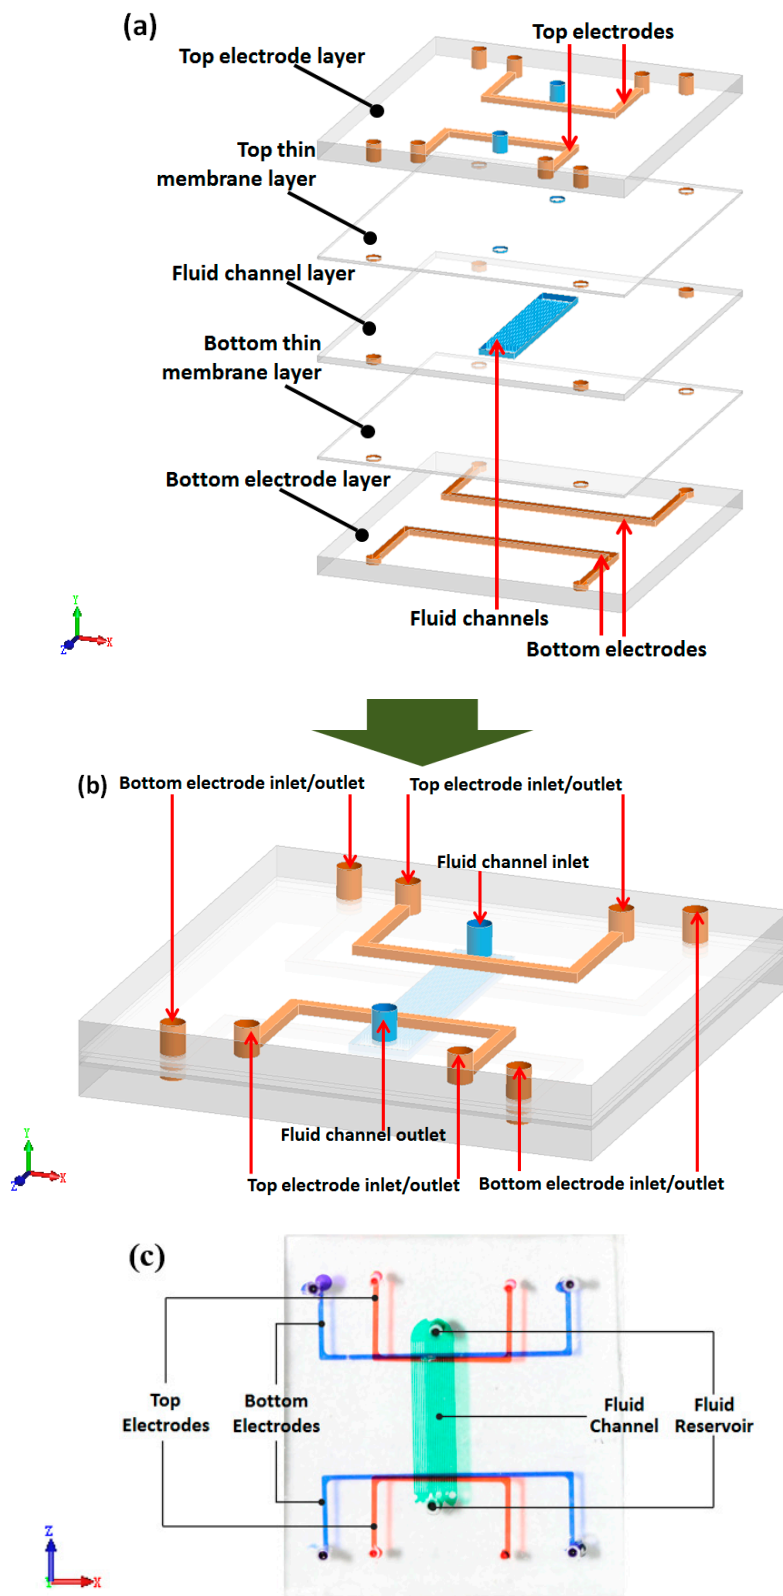 (a)
Top electrodes
Top electrode layer
Top thin
membrane layer
Fluid channel layer
Bottom thin
membrane layer
Bottom electrode layer
Fluid channels
Bottom electrodes
Y
X
Z
(b)
Bottom electrode inlet/outlet
Top electrode inlet/outlet
Fluid channel inlet
Fluid channel outlet
Top electrode inlet/outlet
Bottom electrode inlet/outlet
Y
X
Z
(c)
Top
Electrodes
Bottom
Electrodes
Fluid
Channel
Fluid
Reservoir
Z
Y
X